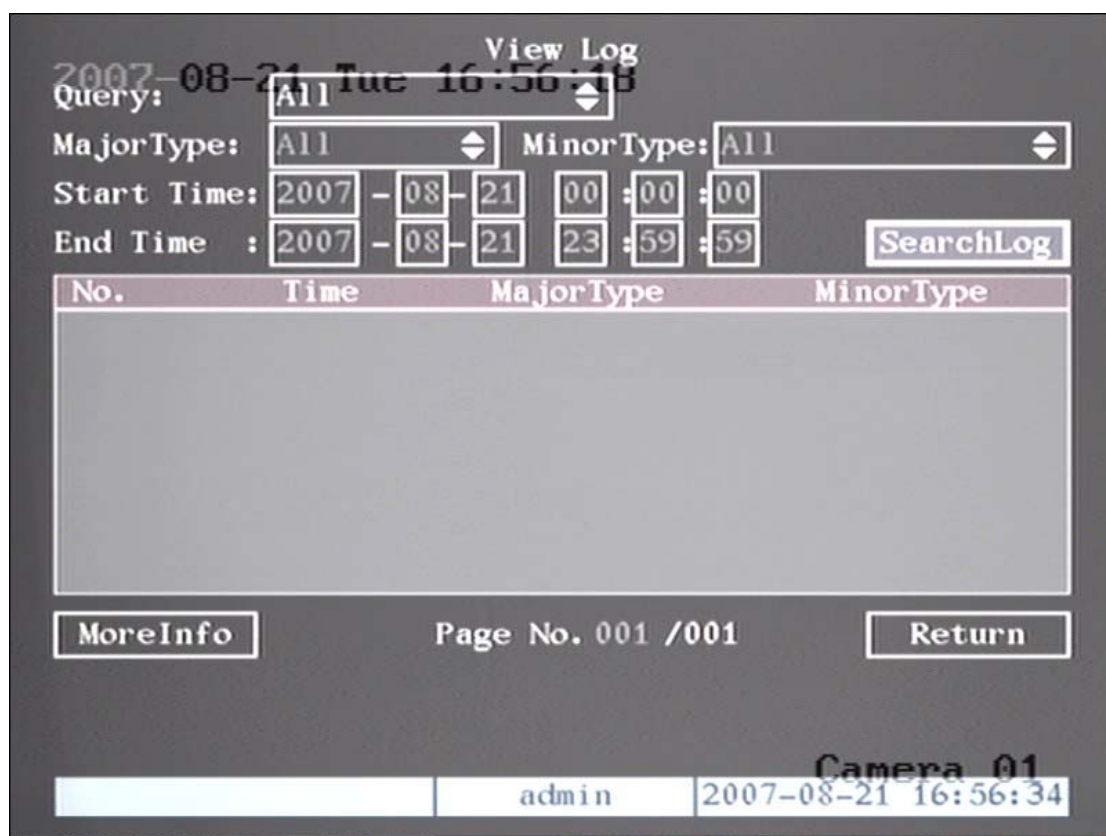 View Log
2007-08-21 Tue 16:56:18
Query: All
MajorType: All MinorType: All
Start Time: 2007 - 08 - 21 00 : 00 : 00
End Time : 2007 - 08 - 21 23 : 59 : 59 SearchLog
No. Time MajorType MinorType
MoreInfo Page No. 001 /001 Return
Camera 01
admin 2007-08-21 16:56:34